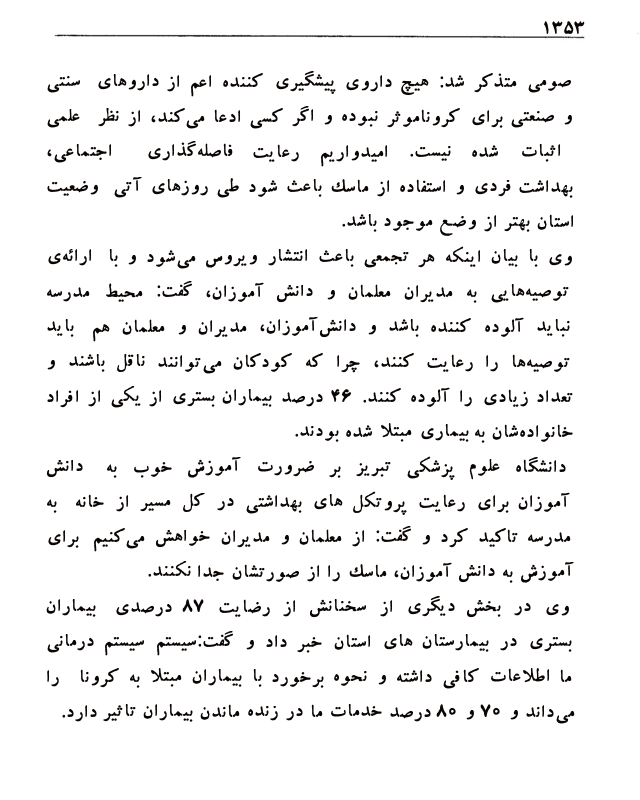 ۱۳۵۳
صومی متذکر شد: هیچ داروی پیشگیری کننده اعم از داروهای سنتی
و صنعتی برای کروناموثر نبوده و اگر کسی ادعا می‌کند، از نظر علمی
اثبات شده نیست. امیدواریم رعایت فاصله‌گذاری اجتماعی،
بهداشت فردی و استفاده از ماسک باعث شود طی روزهای آتی وضعیت
استان بهتر از وضع موجود باشد.
وی با بیان اینکه هر تجمعی باعث انتشار ویروس می‌شود و با ارائه‌ی
توصیه‌هایی به مدیران معلمان و دانش آموزان، گفت: محیط مدرسه
نباید آلوده کننده باشد و دانش‌آموزان، مدیران و معلمان هم باید
توصیه‌ها را رعایت کنند، چرا که کودکان می‌توانند ناقل باشند و
تعداد زیادی را آلوده کنند. ۴۶ درصد بیماران بستری از یکی از افراد
خانواده‌شان به بیماری مبتلا شده بودند.
دانشگاه علوم پزشکی تبریز بر ضرورت آموزش خوب به دانش
آموزان برای رعایت پروتکل های بهداشتی در کل مسیر از خانه به
مدرسه تاکید کرد و گفت: از معلمان و مدیران خواهش می‌کنیم برای
آموزش به دانش آموزان، ماسک را از صورتشان جدا نکنند.
وی در بخش دیگری از سخنانش از رضایت ۸۷ درصدی بیماران
بستری در بیمارستان های استان خبر داد و گفت:سیستم سیستم درمانی
ما اطلاعات کافی داشته و نحوه برخورد با بیماران مبتلا به کرونا را
می‌داند و ۷۰ و ۸۰ درصد خدمات ما در زنده ماندن بیماران تاثیر دارد.